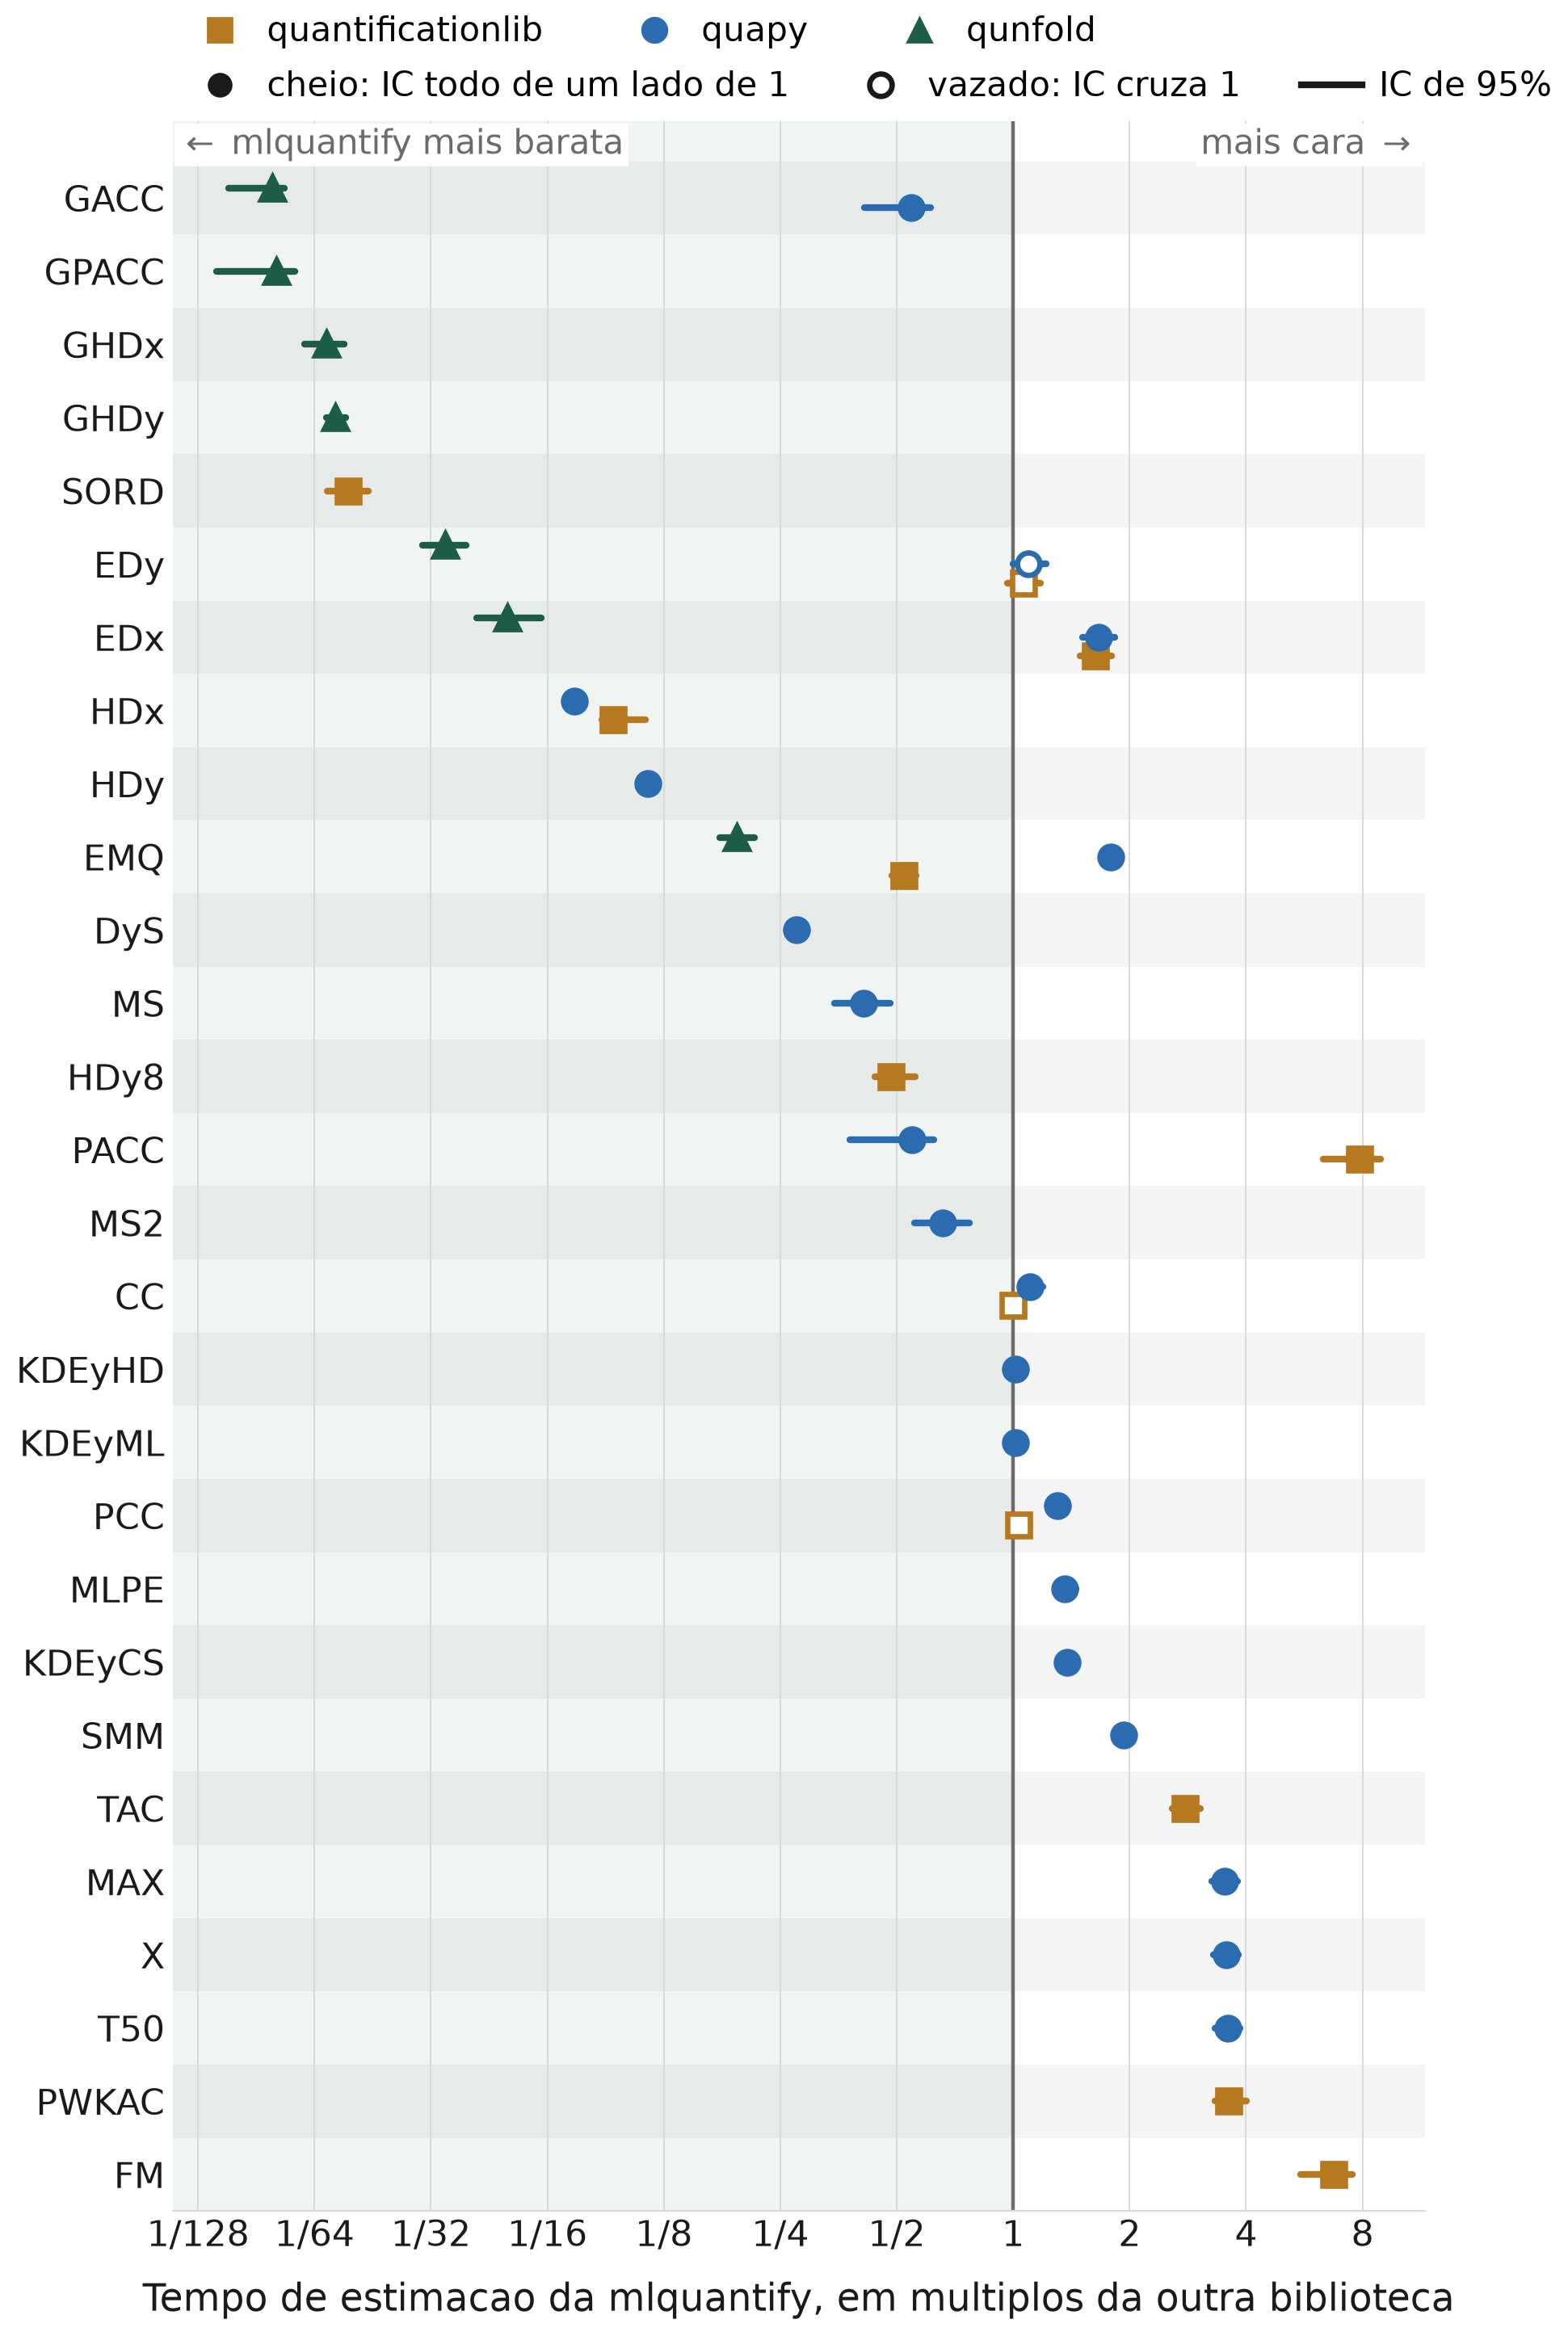 quantificationlib quapy qunfold
cheio: IC todo de um lado de 1 vazado: IC cruza 1 IC de 95%
← mlquantify mais barata mais cara →
GACC
GPACC
GHDx
GHDy
SORD
EDy
EDx
HDx
HDy
EMQ
DyS
MS
HDy8
PACC
MS2
CC
KDEyHD
KDEyML
PCC
MLPE
KDEyCS
SMM
TAC
MAX
X
T50
PWKAC
FM
1/128 1/64 1/32 1/16 1/8 1/4 1/2 1 2 4 8
Tempo de estimacao da mlquantify, em multiplos da outra biblioteca